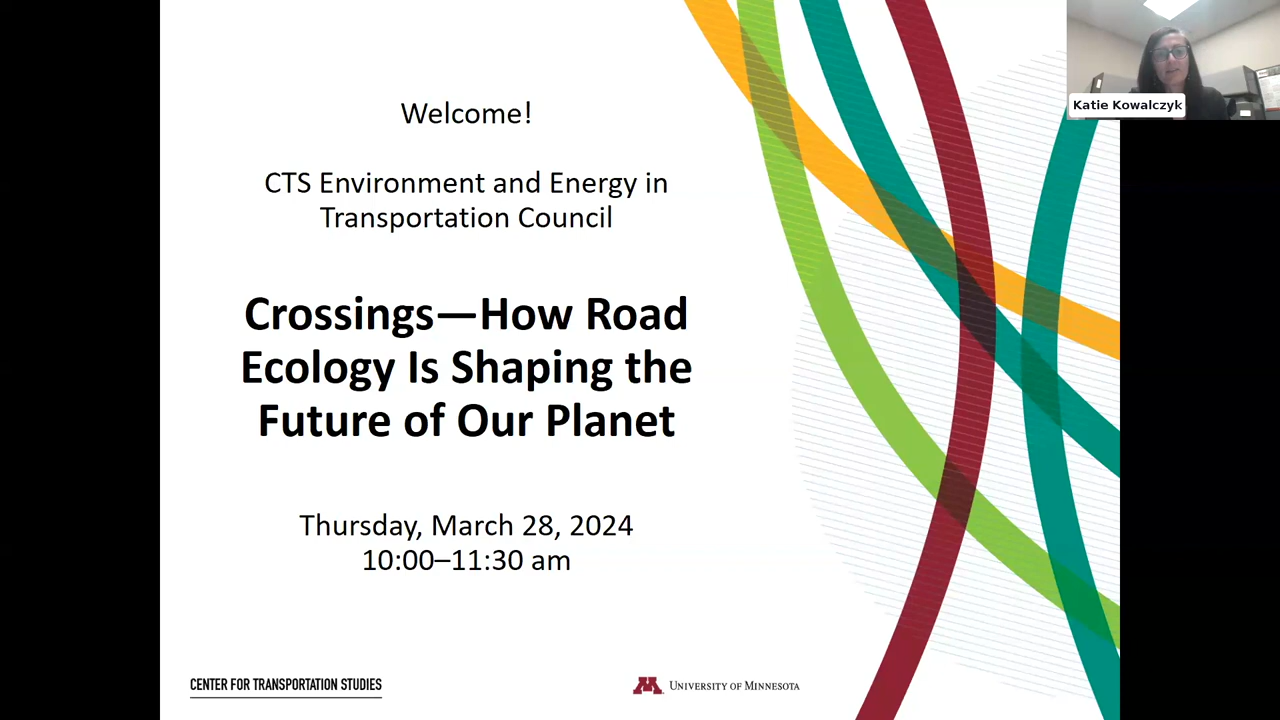 Welcome!
CTS Environment and Energy in
Transportation Council
Crossings—How Road
Ecology Is Shaping the
Future of Our Planet
Thursday, March 28, 2024
10:00–11:30 am
CENTER FOR TRANSPORTATION STUDIES
UNIVERSITY OF MINNESOTA
Katie Kowalczyk